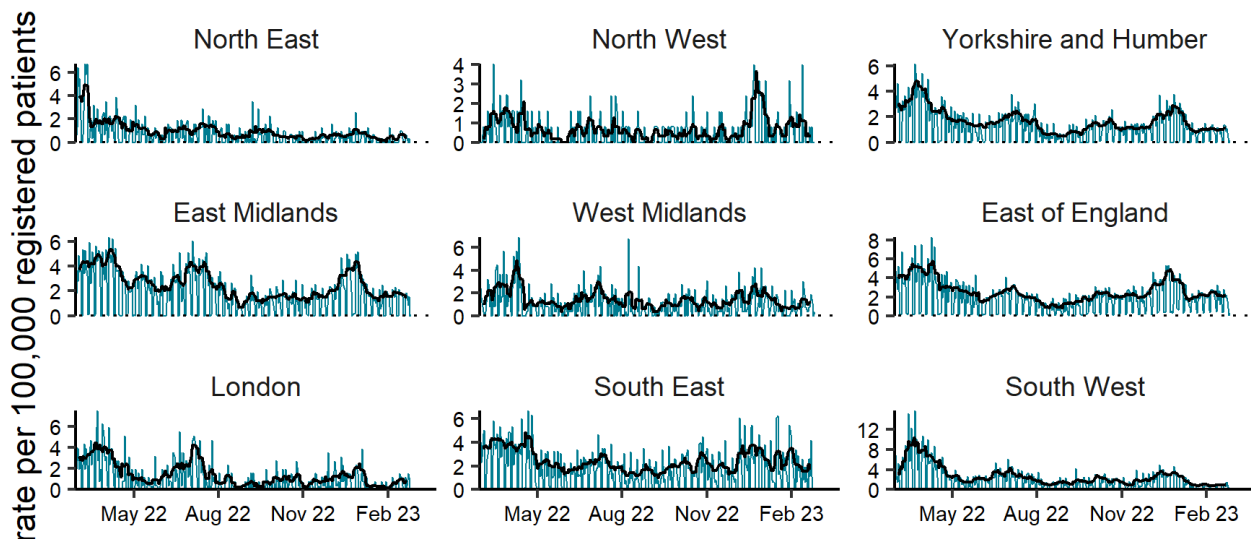 rate per 100,000 registered patients
North East
North West
Yorkshire and Humber
6
4
2
0
4
3
2
1
0
6
4
2
0
East Midlands
West Midlands
East of England
6
4
2
0
6
4
2
0
8
6
4
2
0
London
South East
South West
6
4
2
0
6
4
2
0
12
8
4
0
May 22 Aug 22 Nov 22 Feb 23
May 22 Aug 22 Nov 22 Feb 23
May 22 Aug 22 Nov 22 Feb 23